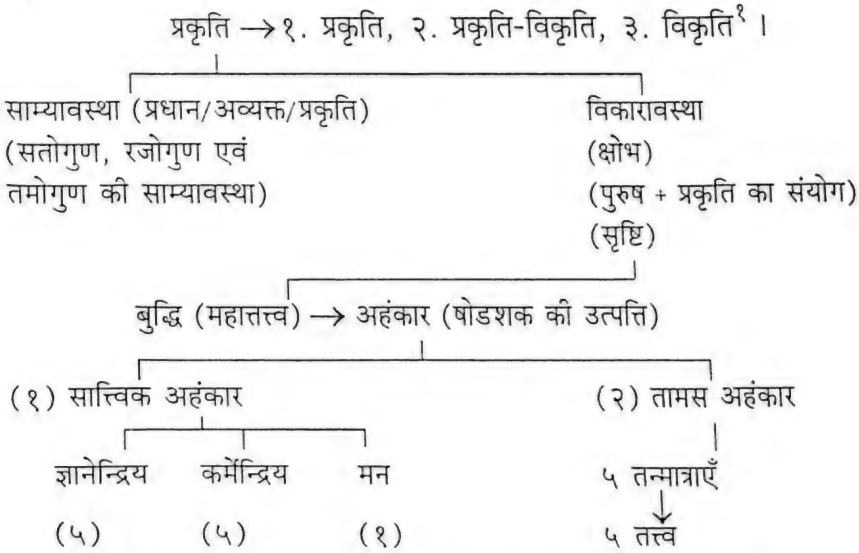 प्रकृति → १. प्रकृति, २. प्रकृति-विकृति, ३. विकृति¹ ।
साम्यावस्था (प्रधान/अव्यक्त/प्रकृति)
(सतोगुण, रजोगुण एवं
तमोगुण की साम्यावस्था)
विकारावस्था
(क्षोभ)
(पुरुष + प्रकृति का संयोग)
(सृष्टि)
बुद्धि (महात्तत्त्व) → अहंकार (षोडशक की उत्पत्ति)
(१) सात्त्विक अहंकार
(२) तामस अहंकार
ज्ञानेन्द्रिय कर्मेन्द्रिय मन
(५) (५) (१)
५ तन्मात्राएँ
↓
५ तत्त्व